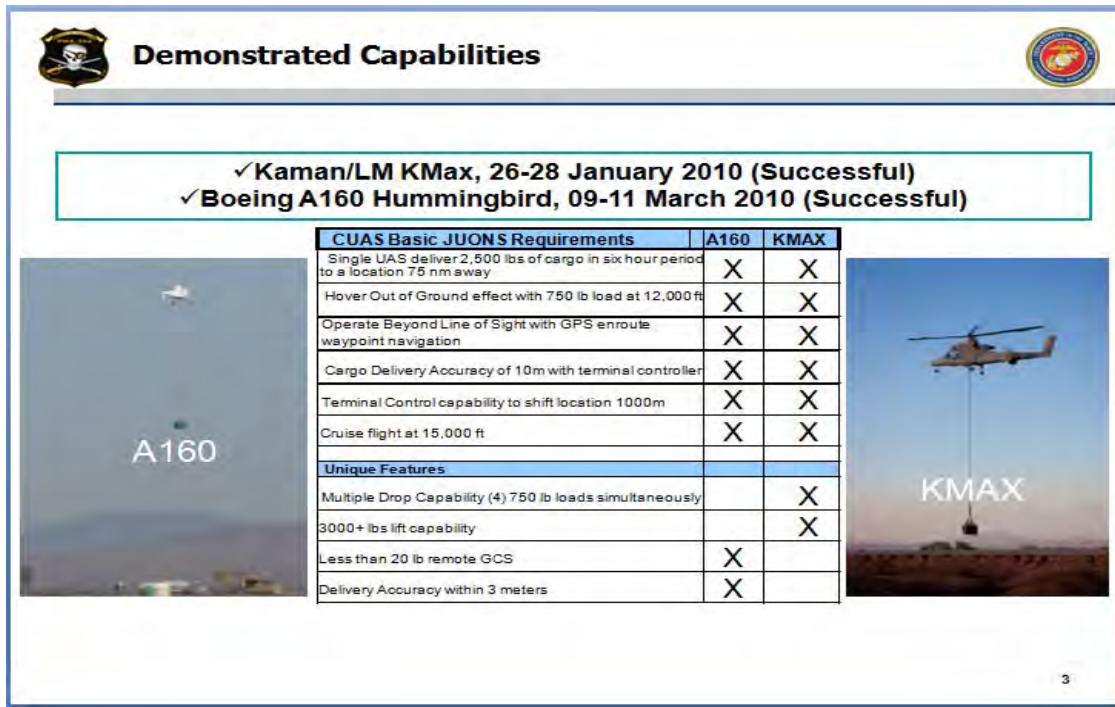 Demonstrated Capabilities
✓Kaman/LM KMax, 26-28 January 2010 (Successful)
✓Boeing A160 Hummingbird, 09-11 March 2010 (Successful)
CUAS Basic JUONS Requirements A160 KMAX
Single UAS deliver 2,500 lbs of cargo in six hour period
to a location 75 nm away X X
Hover Out of Ground effect with 750 lb load at 12,000 ft X X
Operate Beyond Line of Sight with GPS enroute
waypoint navigation X X
Cargo Delivery Accuracy of 10m with terminal controller X X
Terminal Control capability to shift location 1000m X X
Cruise flight at 15,000 ft X X
Unique Features
Multiple Drop Capability (4) 750 lb loads simultaneously X
3000+ lbs lift capability X
Less than 20 lb remote GCS X
Delivery Accuracy within 3 meters X
A160
KMAX
3